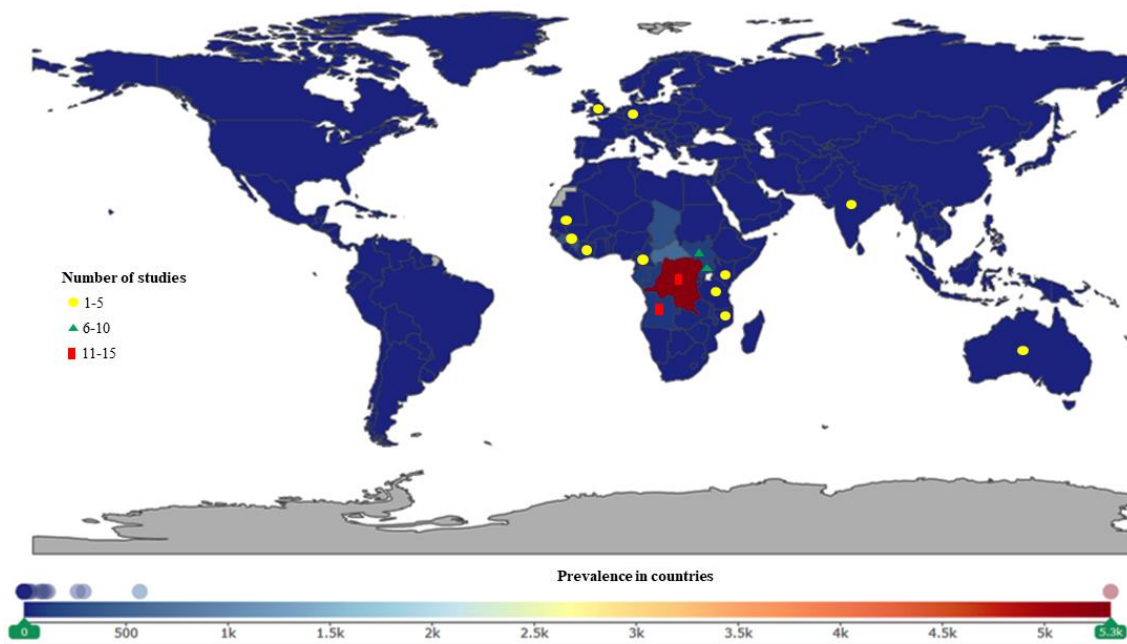 Number of studies
1-5
6-10
11-15
Prevalence in countries
0 500 1k 1.5k 2k 2.5k 3k 3.5k 4k 4.5k 5k 5.3k